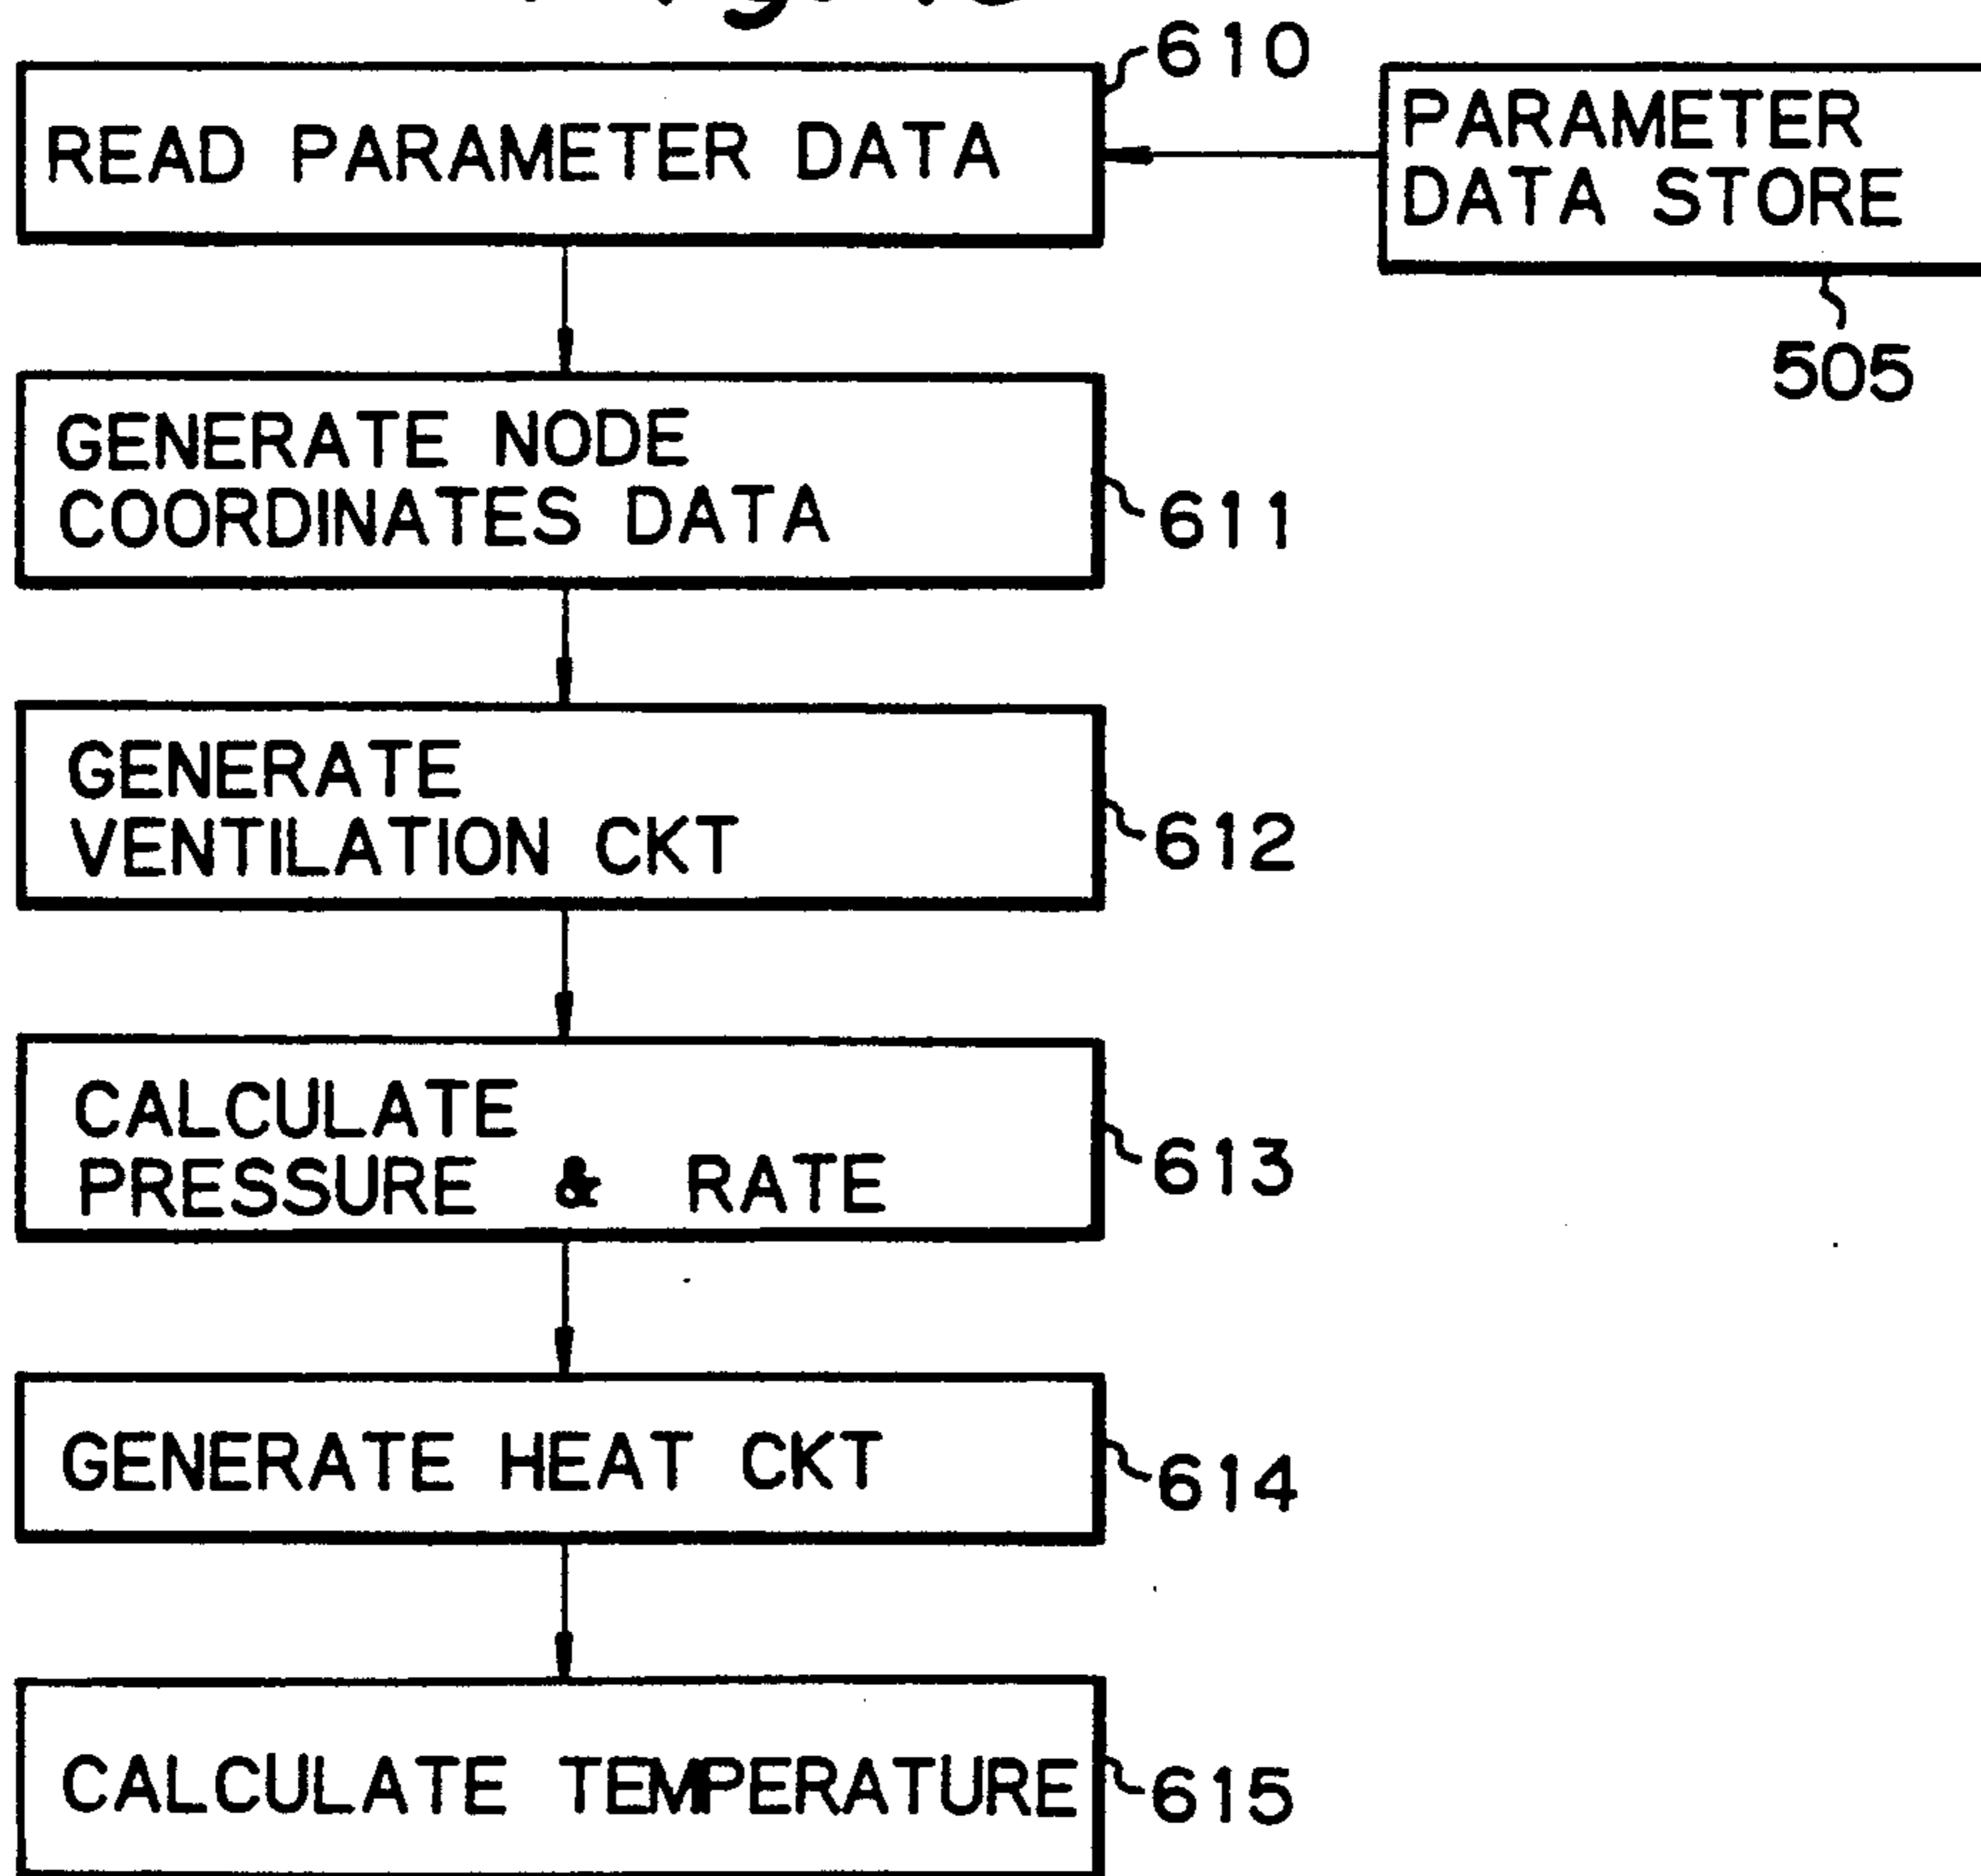 610
READ PARAMETER DATA
PARAMETER
DATA STORE
505
GENERATE NODE
COORDINATES DATA
611
GENERATE
VENTILATION CKT
612
CALCULATE
PRESSURE & RATE
613
GENERATE HEAT CKT
614
CALCULATE TEMPERATURE
615